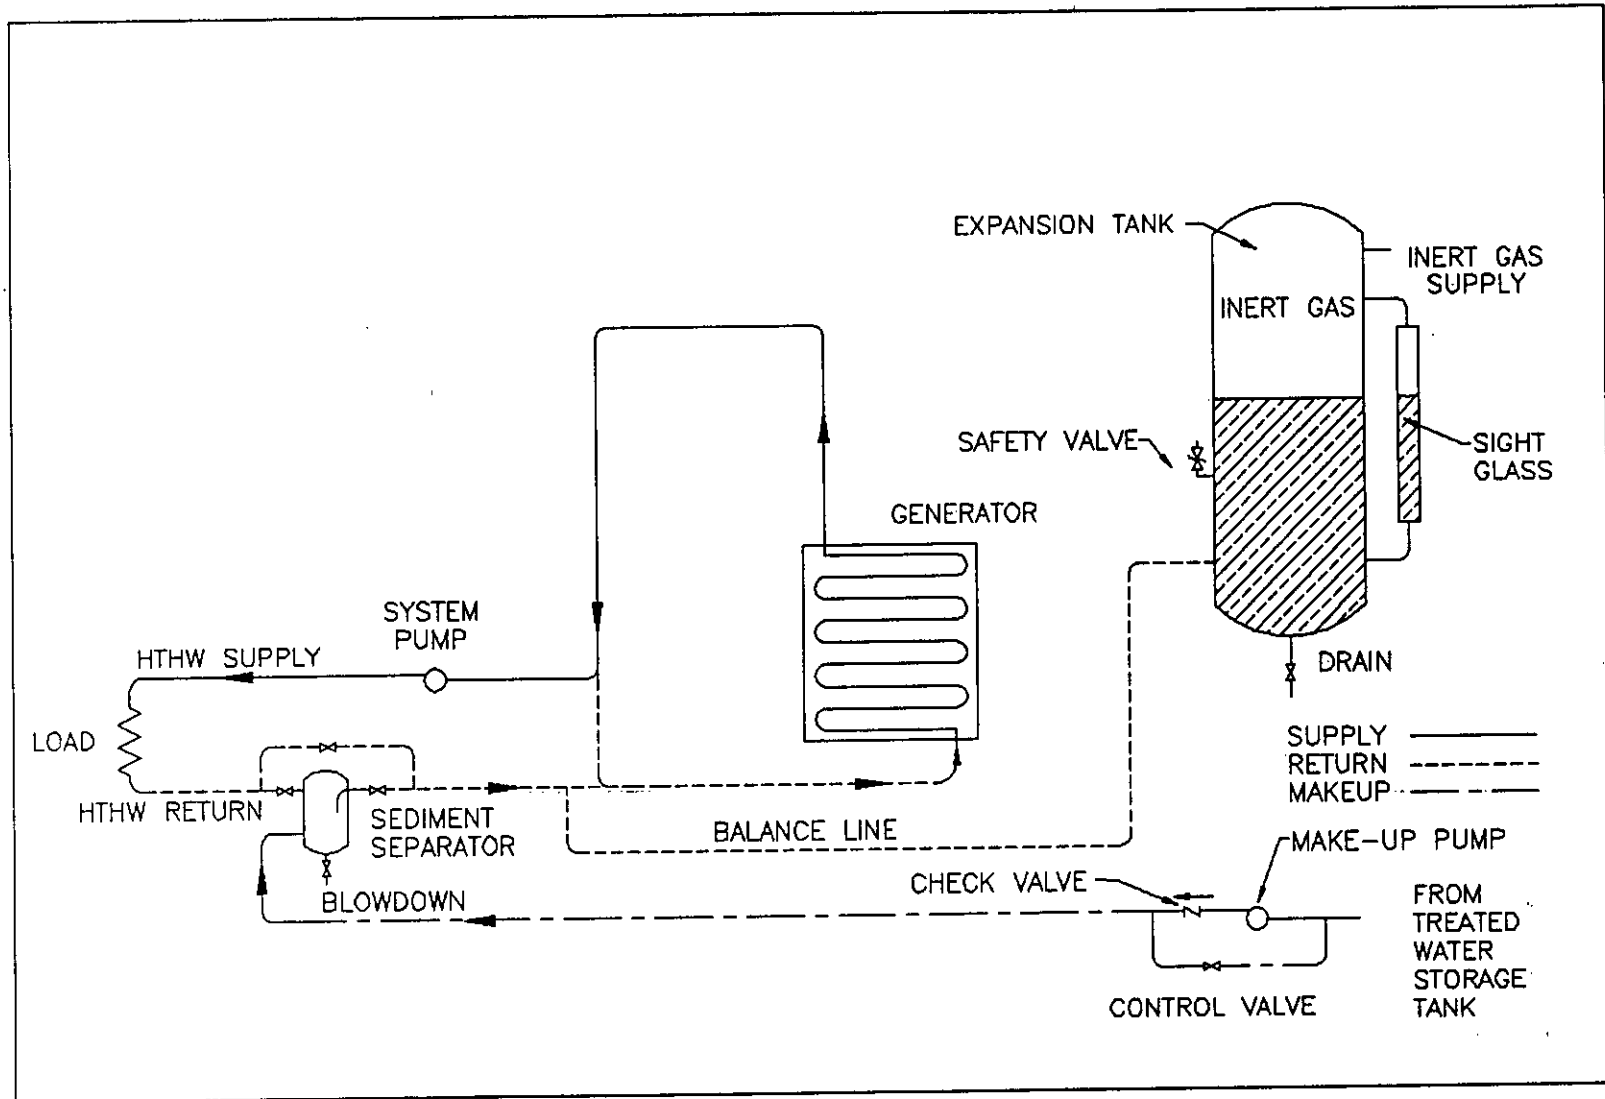 EXPANSION TANK
INERT GAS
SUPPLY
INERT GAS
SAFETY VALVE
SIGHT
GLASS
GENERATOR
SYSTEM
PUMP
HTHW SUPPLY
DRAIN
LOAD
SUPPLY
RETURN
MAKEUP
HTHW RETURN
SEDIMENT
SEPARATOR
BALANCE LINE
MAKE-UP PUMP
CHECK VALVE
BLOWDOWN
FROM
TREATED
WATER
STORAGE
TANK
CONTROL VALVE